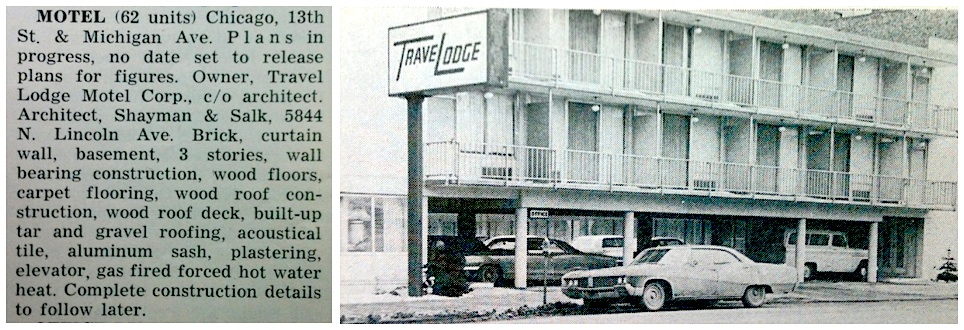 MOTEL (62 units) Chicago, 13th
St. & Michigan Ave. Plans in
progress, no date set to release
plans for figures. Owner, Travel
Lodge Motel Corp., c/o architect.
Architect, Shayman & Salk, 5844
N. Lincoln Ave. Brick, curtain
wall, basement, 3 stories, wall
bearing construction, wood floors,
carpet flooring, wood roof con-
struction, wood roof deck, built-up
tar and gravel roofing, acoustical
tile, aluminum sash, plastering,
elevator, gas fired forced hot water
heat. Complete construction details
to follow later.
TRAVELODGE
OFFICE